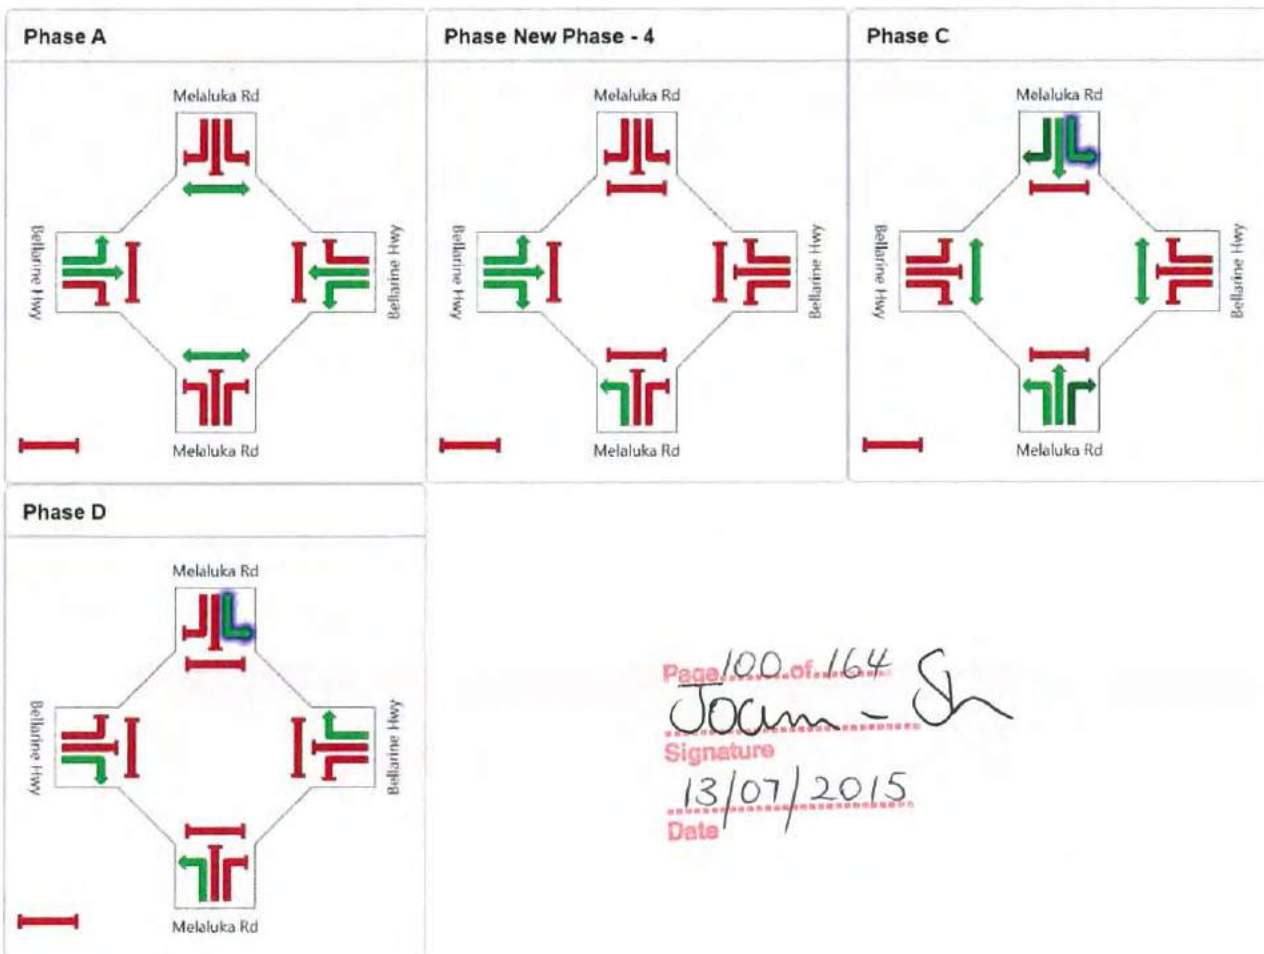 Phase A
Phase New Phase - 4
Phase C
Melaluka Rd
Melaluka Rd
Melaluka Rd
Bellarine Hwy
Bellarine Hwy
Bellarine Hwy
Bellarine Hwy
Bellarine Hwy
Bellarine Hwy
Melaluka Rd
Melaluka Rd
Melaluka Rd
Phase D
Melaluka Rd
Bellarine Hwy
Bellarine Hwy
Melaluka Rd
Page 100 of 164
Signature
13/07/2015
Date